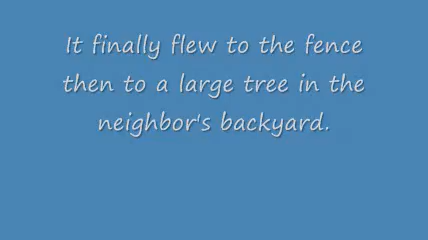 It finally flew to the fence
then to a large tree in the
neighbor's backyard.